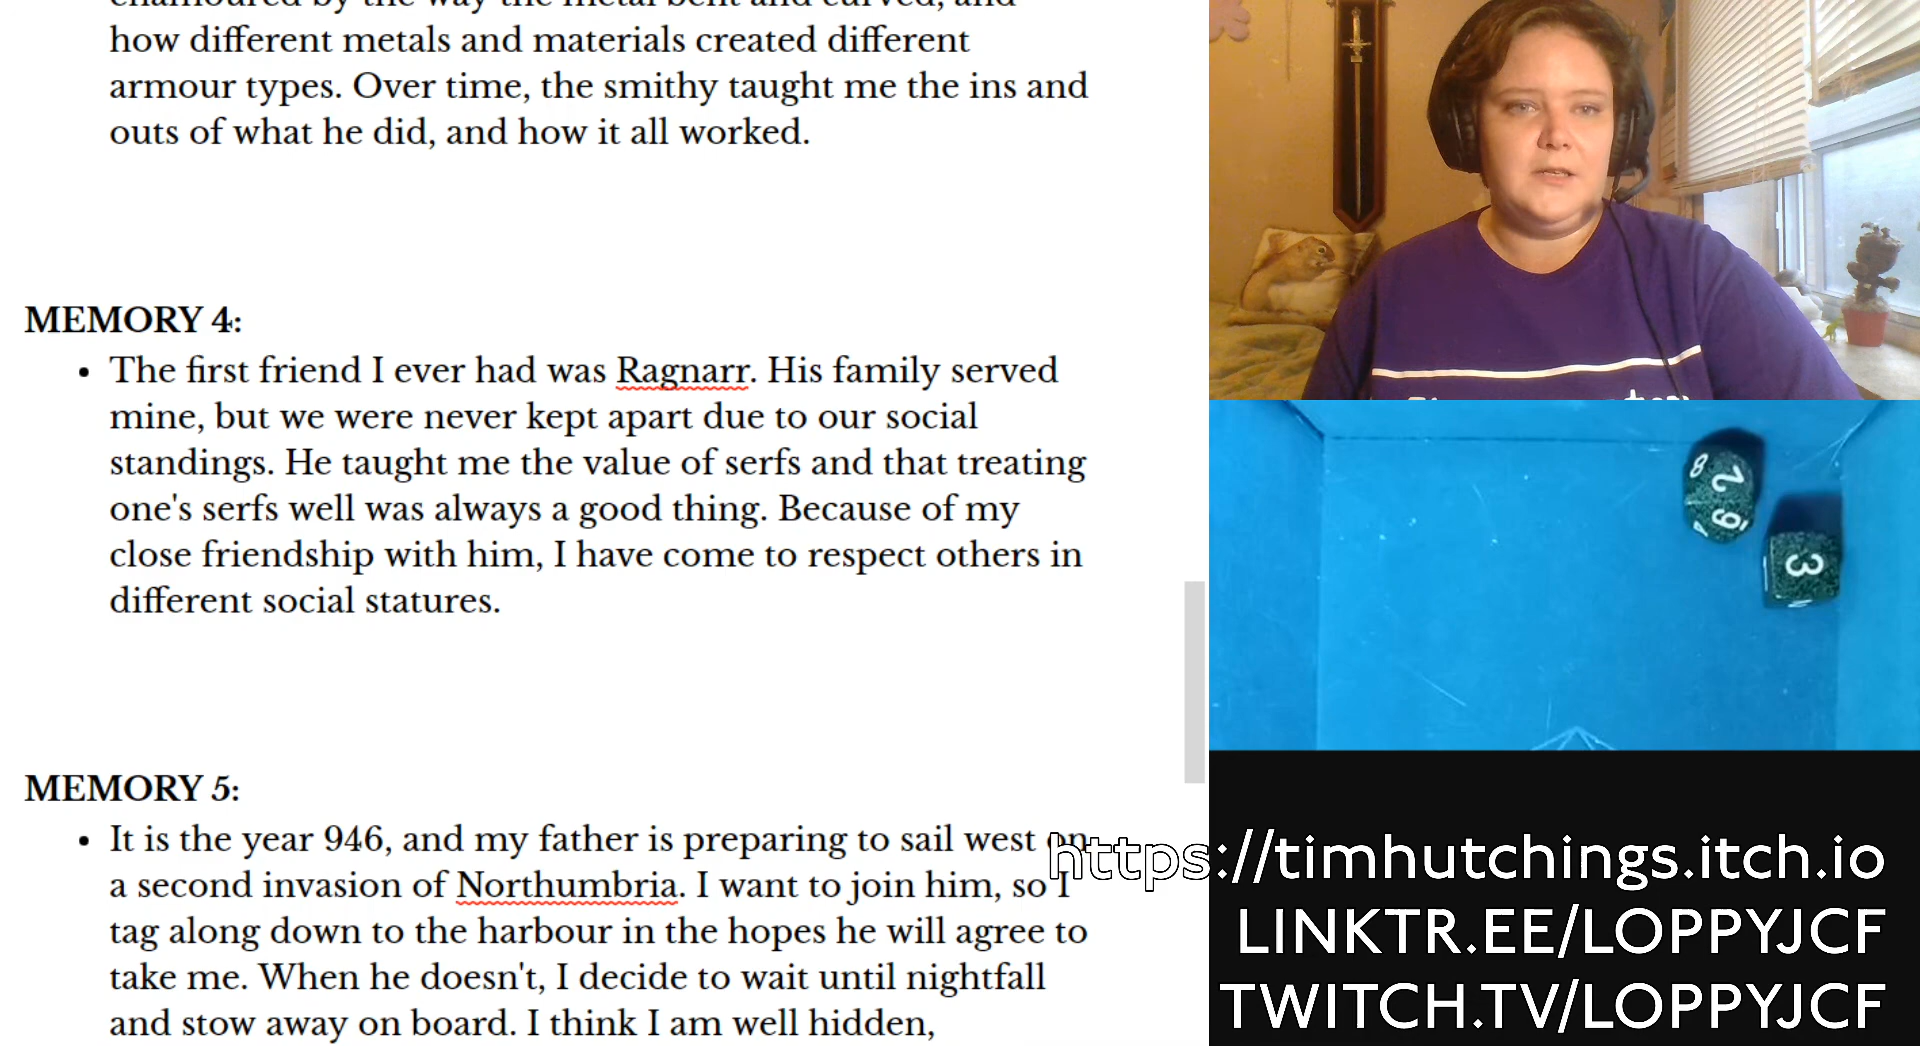 how different metals and materials created different
armour types. Over time, the smithy taught me the ins and
outs of what he did, and how it all worked.
MEMORY 4:
• The first friend I ever had was Ragnarr. His family served
mine, but we were never kept apart due to our social
standings. He taught me the value of serfs and that treating
one's serfs well was always a good thing. Because of my
close friendship with him, I have come to respect others in
different social statures.
MEMORY 5:
• It is the year 946, and my father is preparing to sail west on
a second invasion of Northumbria. I want to join him, so I
tag along down to the harbour in the hopes he will agree to
take me. When he doesn't, I decide to wait until nightfall
and stow away on board. I think I am well hidden,
8
2
9
3
https://timhutchings.itch.io
LINKTR.EE/LOPPYJCF
TWITCH.TV/LOPPYJCF